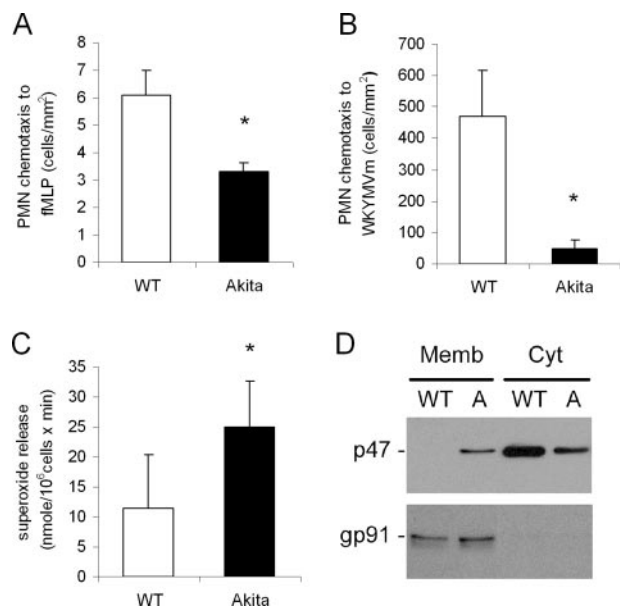 A
PMN chemotaxis to
fMLP (cells/mm²)
8
7
6
5
4
3
2
1
0
*
WT Akita
B
PMN chemotaxis to
WKYMVm (cells/mm²)
700
600
500
400
300
200
100
0
*
WT Akita
C
superoxide release
(nmole/10⁶cells x min)
35
30
25
20
15
10
5
0
*
WT Akita
D
Memb Cyt
WT A WT A
p47 -
gp91 -